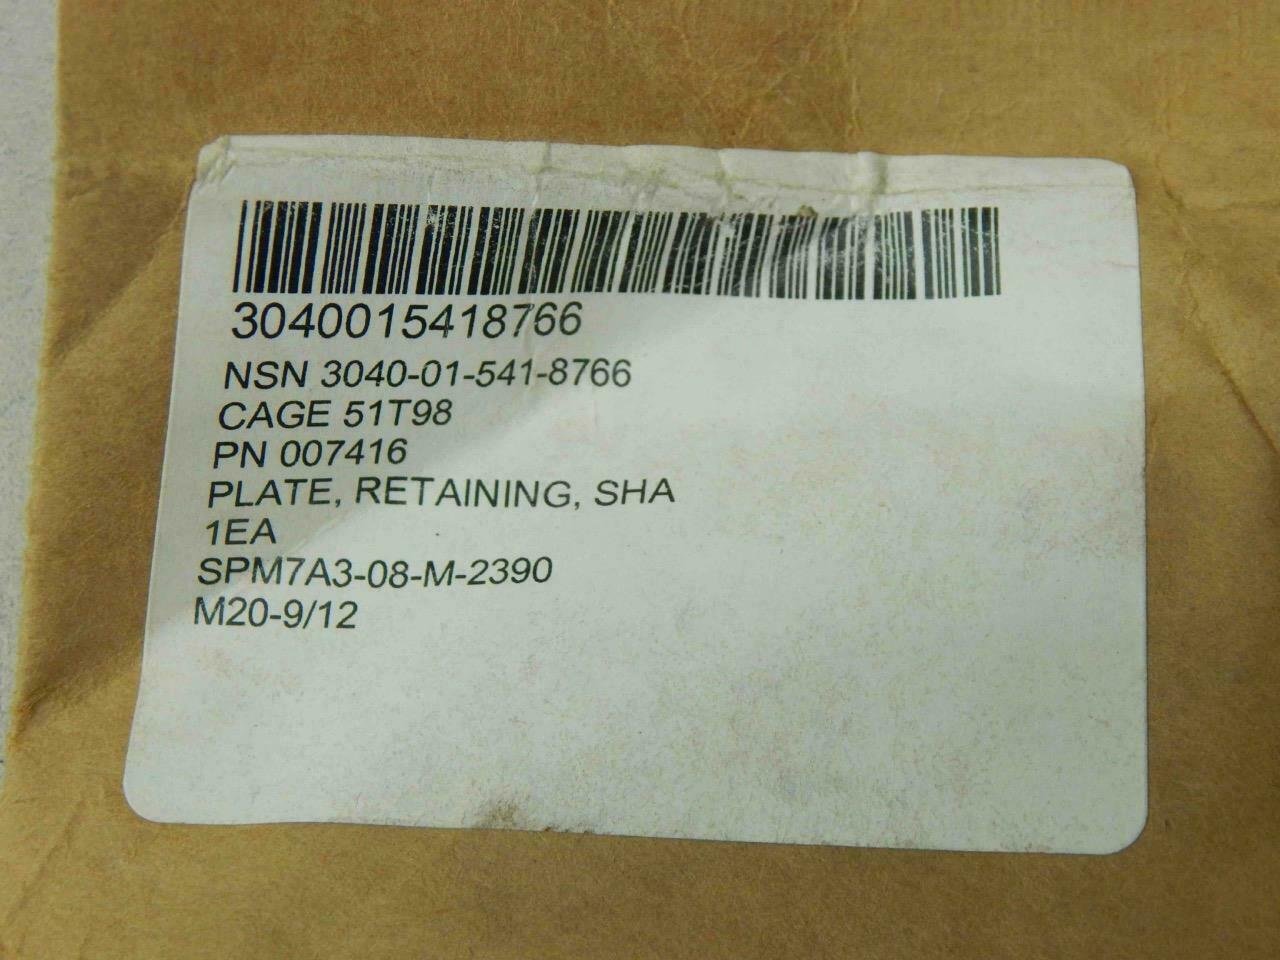 3040015418766
NSN 3040-01-541-8766
CAGE 51T98
PN 007416
PLATE, RETAINING, SHA
1EA
SPM7A3-08-M-2390
M20-9/12